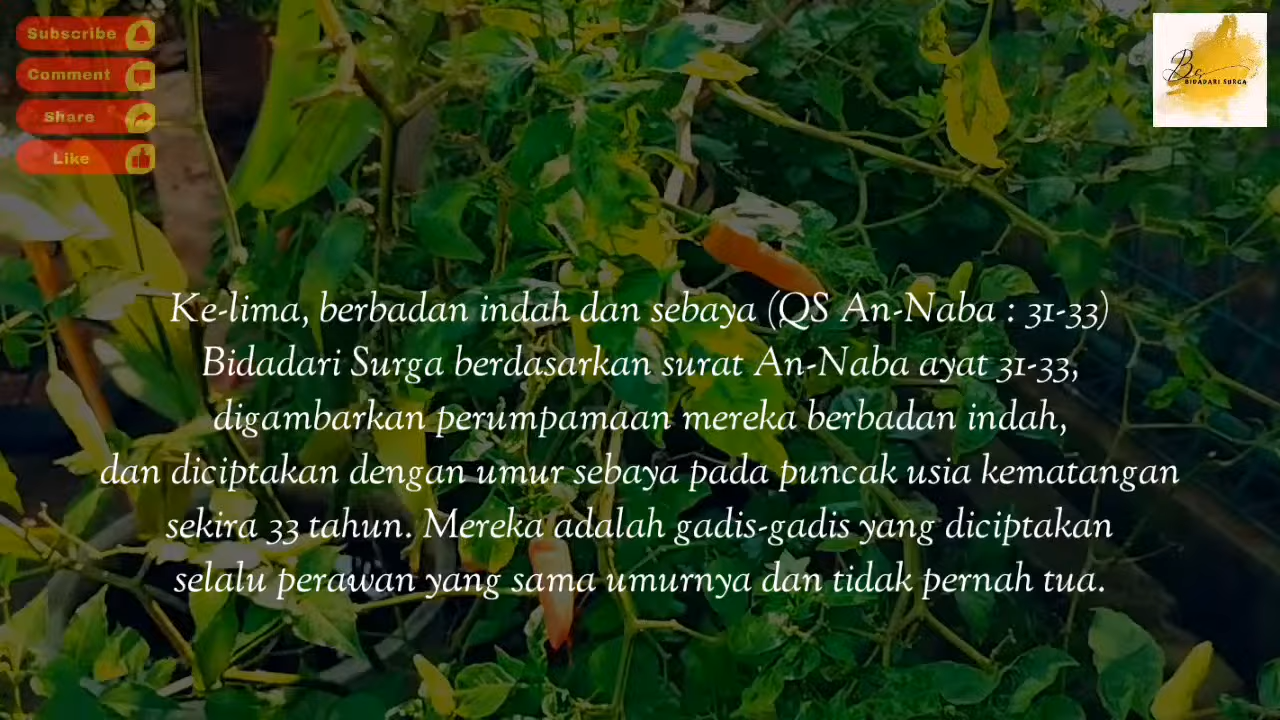 Subscribe
Comment
Share
Like
Bs
BIDADARI SURGA
Ke-lima, berbadan indah dan sebaya (QS An-Naba : 31-33)
Bidadari Surga berdasarkan surat An-Naba ayat 31-33,
digambarkan perumpamaan mereka berbadan indah,
dan diciptakan dengan umur sebaya pada puncak usia kematangan
sekira 33 tahun. Mereka adalah gadis-gadis yang diciptakan
selalu perawan yang sama umurnya dan tidak pernah tua.